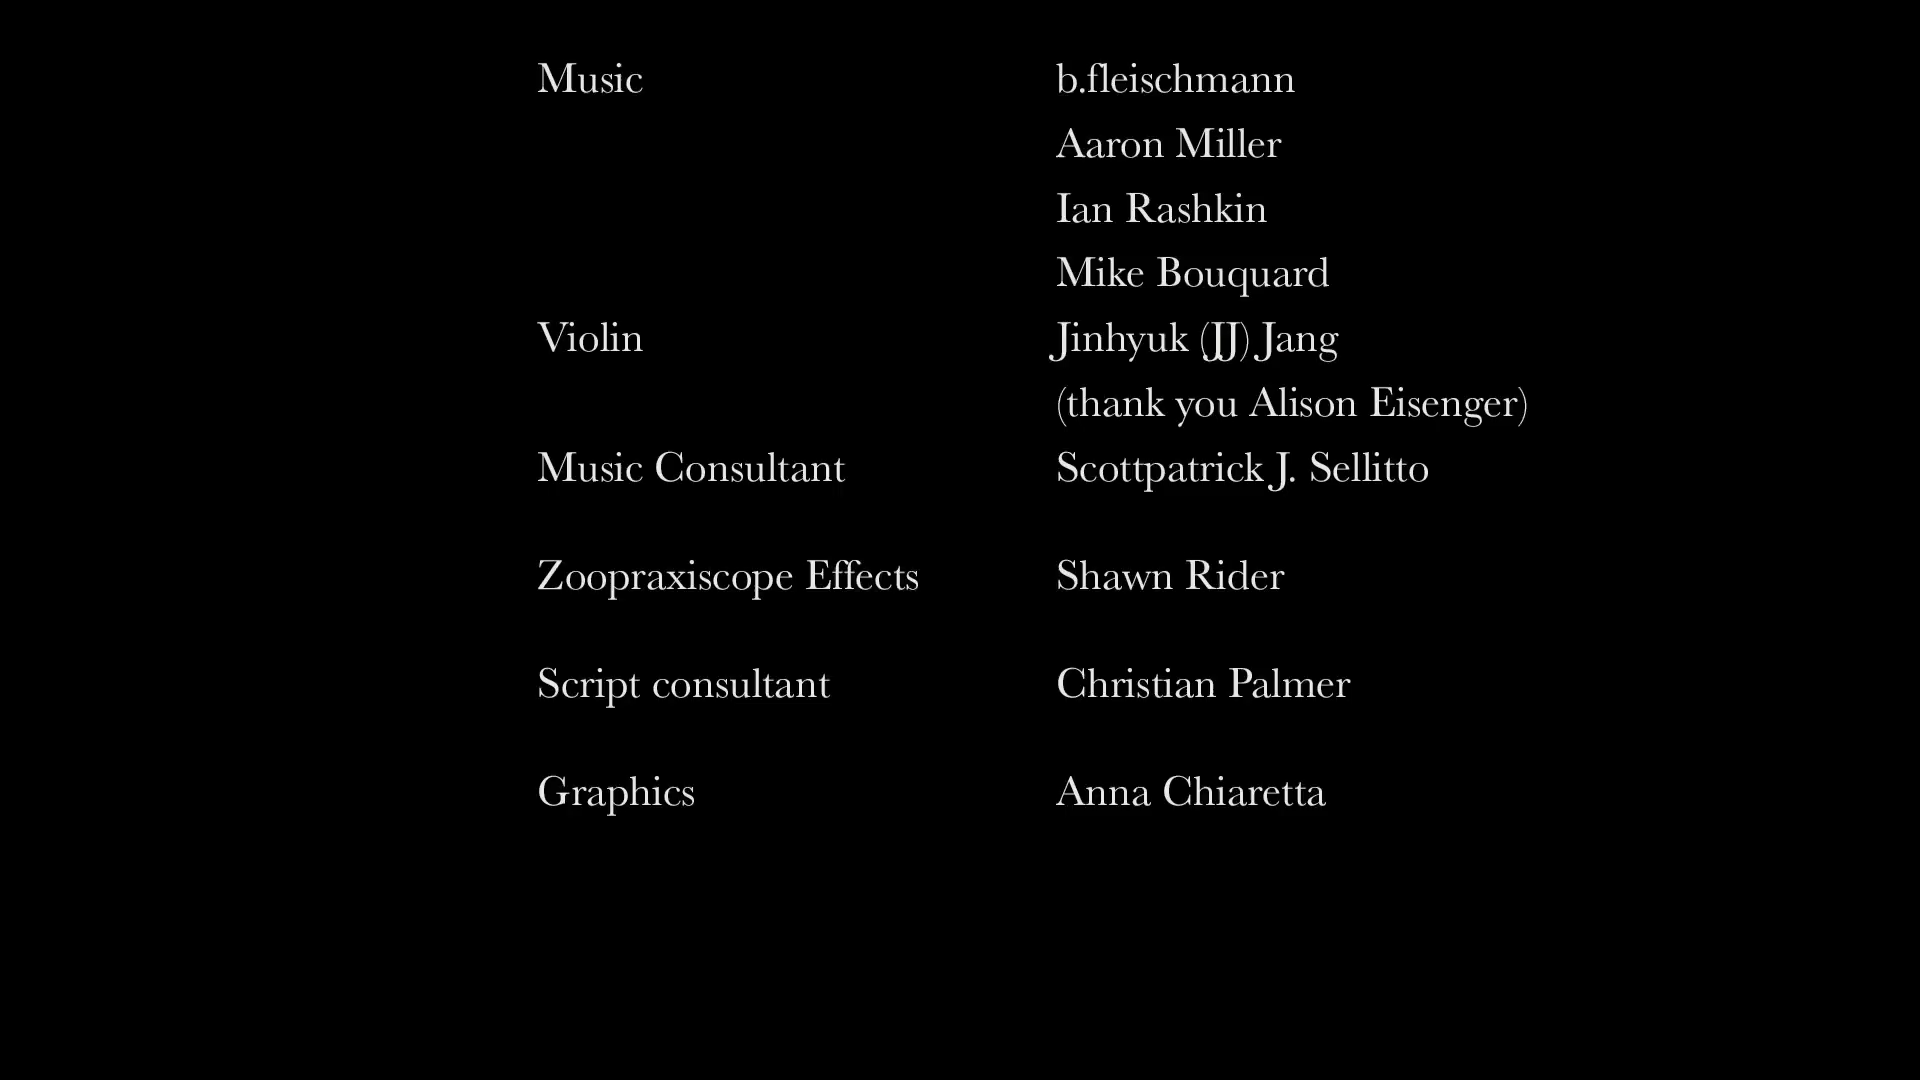 Music b.fleischmann
Aaron Miller
Ian Rashkin
Mike Bouquard
Violin Jinhyuk (JJ) Jang
(thank you Alison Eisenger)
Music Consultant Scottpatrick J. Sellitto
Zoopraxiscope Effects Shawn Rider
Script consultant Christian Palmer
Graphics Anna Chiaretta